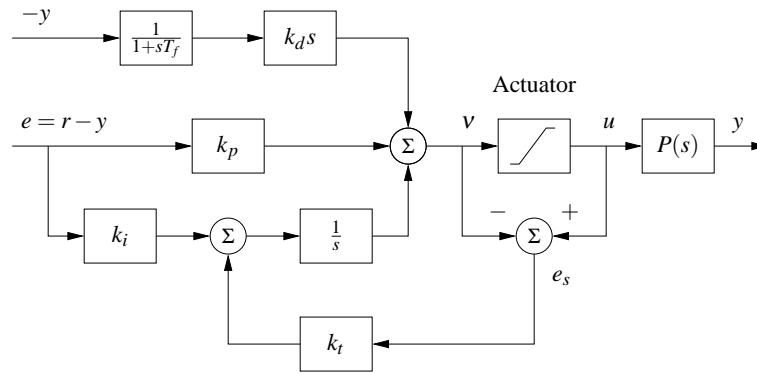 −y
1/(1+sT_f)
k_d s
Actuator
e = r − y
k_p
Σ
ν
u
P(s)
y
k_i
Σ
1/s
− +
Σ
e_s
k_t